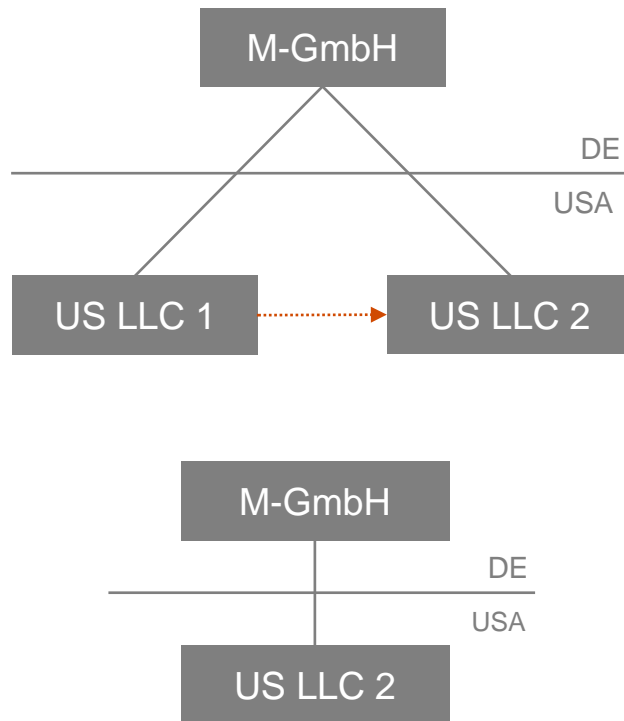 M-GmbH
DE
USA
US LLC 1
US LLC 2
M-GmbH
DE
USA
US LLC 2